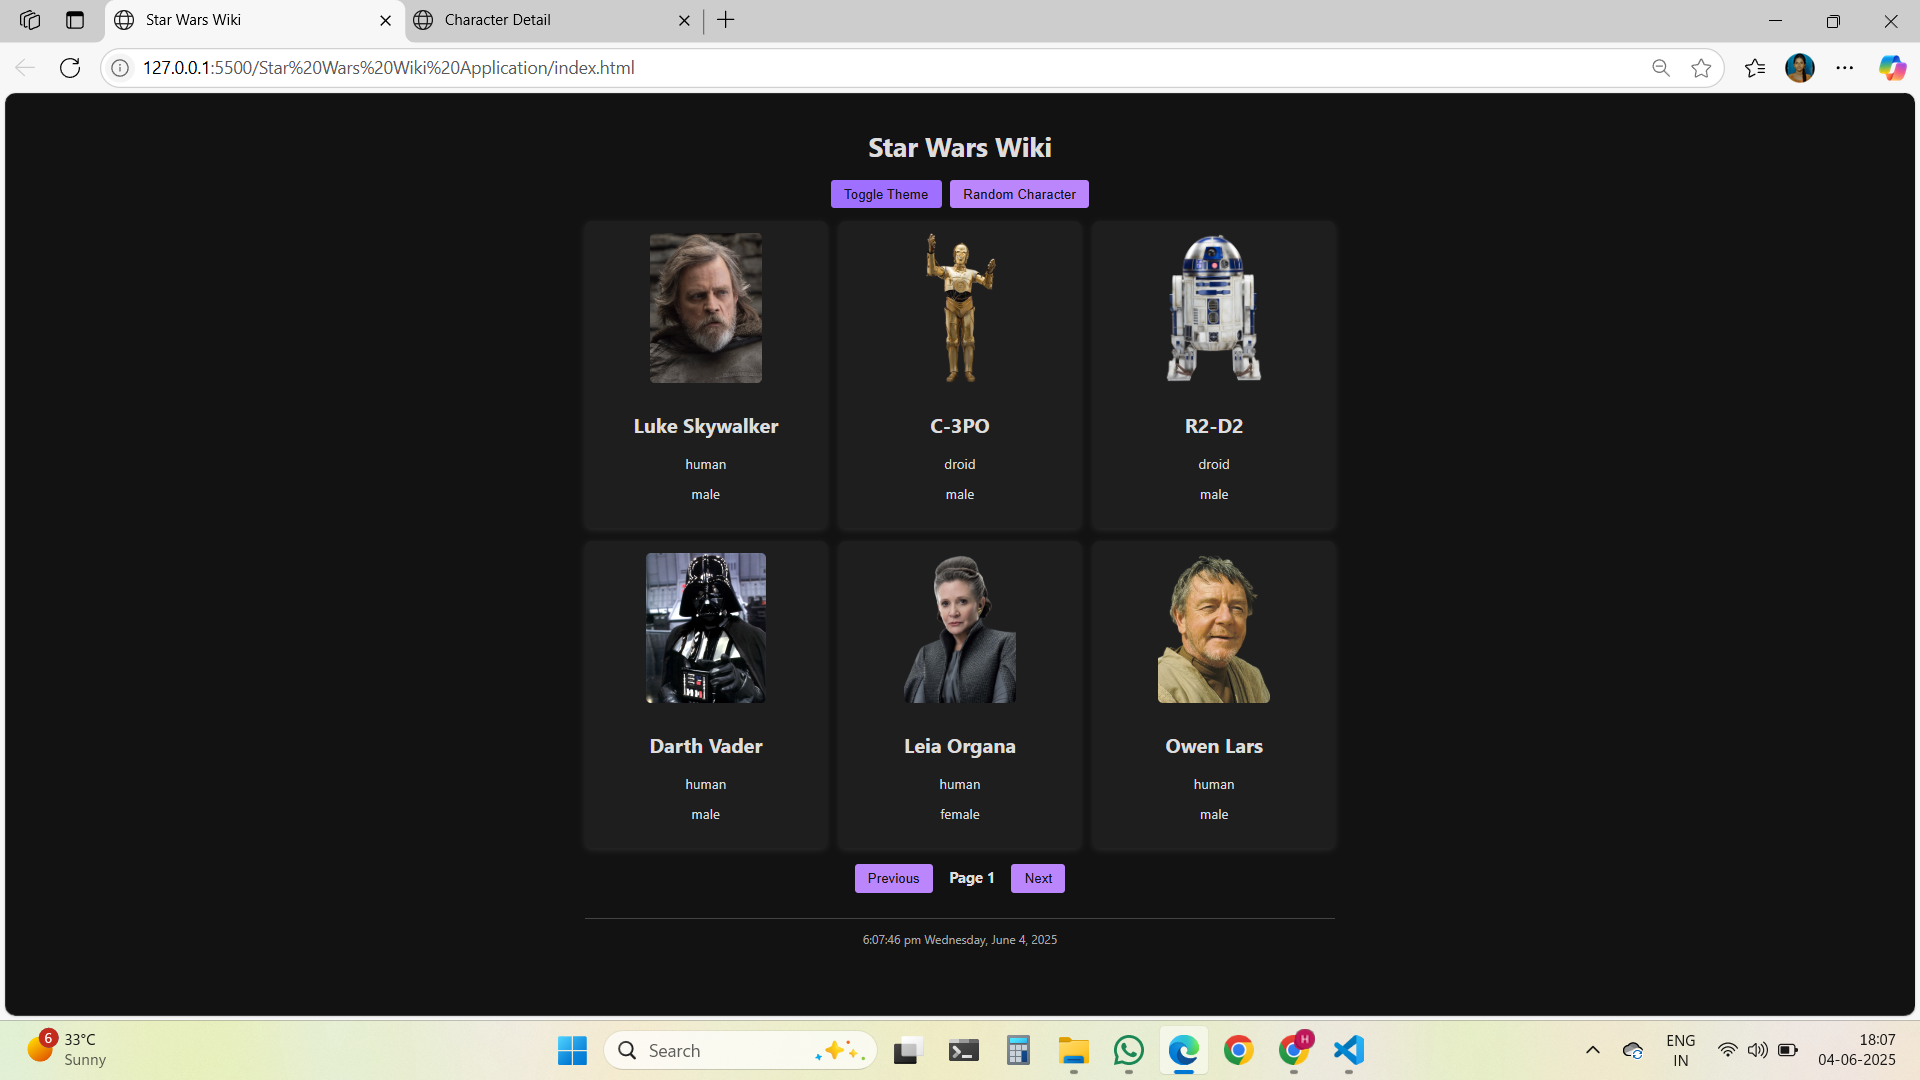 Star Wars Wiki
Character Detail
127.0.0.1:5500/Star%20Wars%20Wiki%20Application/index.html
Star Wars Wiki
Toggle Theme Random Character
Luke Skywalker
human
male
C-3PO
droid
male
R2-D2
droid
male
Darth Vader
human
male
Leia Organa
human
female
Owen Lars
human
male
Previous Page 1 Next
6:07:46 pm Wednesday, June 4, 2025
6
33°C
Sunny
Search
H
ENG
IN
18:07
04-06-2025